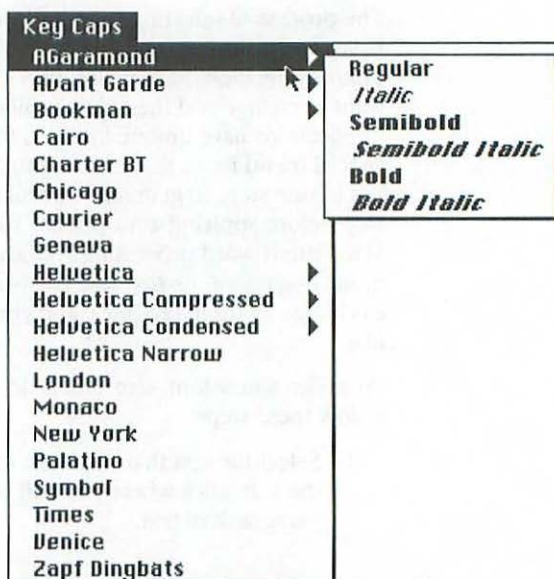 Key Caps
AGaramond
Avant Garde
Bookman
Cairo
Charter BT
Chicago
Courier
Geneva
Helvetica
Helvetica Compressed
Helvetica Condensed
Helvetica Narrow
London
Monaco
New York
Palatino
Symbol
Times
Venice
Zapf Dingbats
Regular
Italic
Semibold
Semibold Italic
Bold
Bold Italic